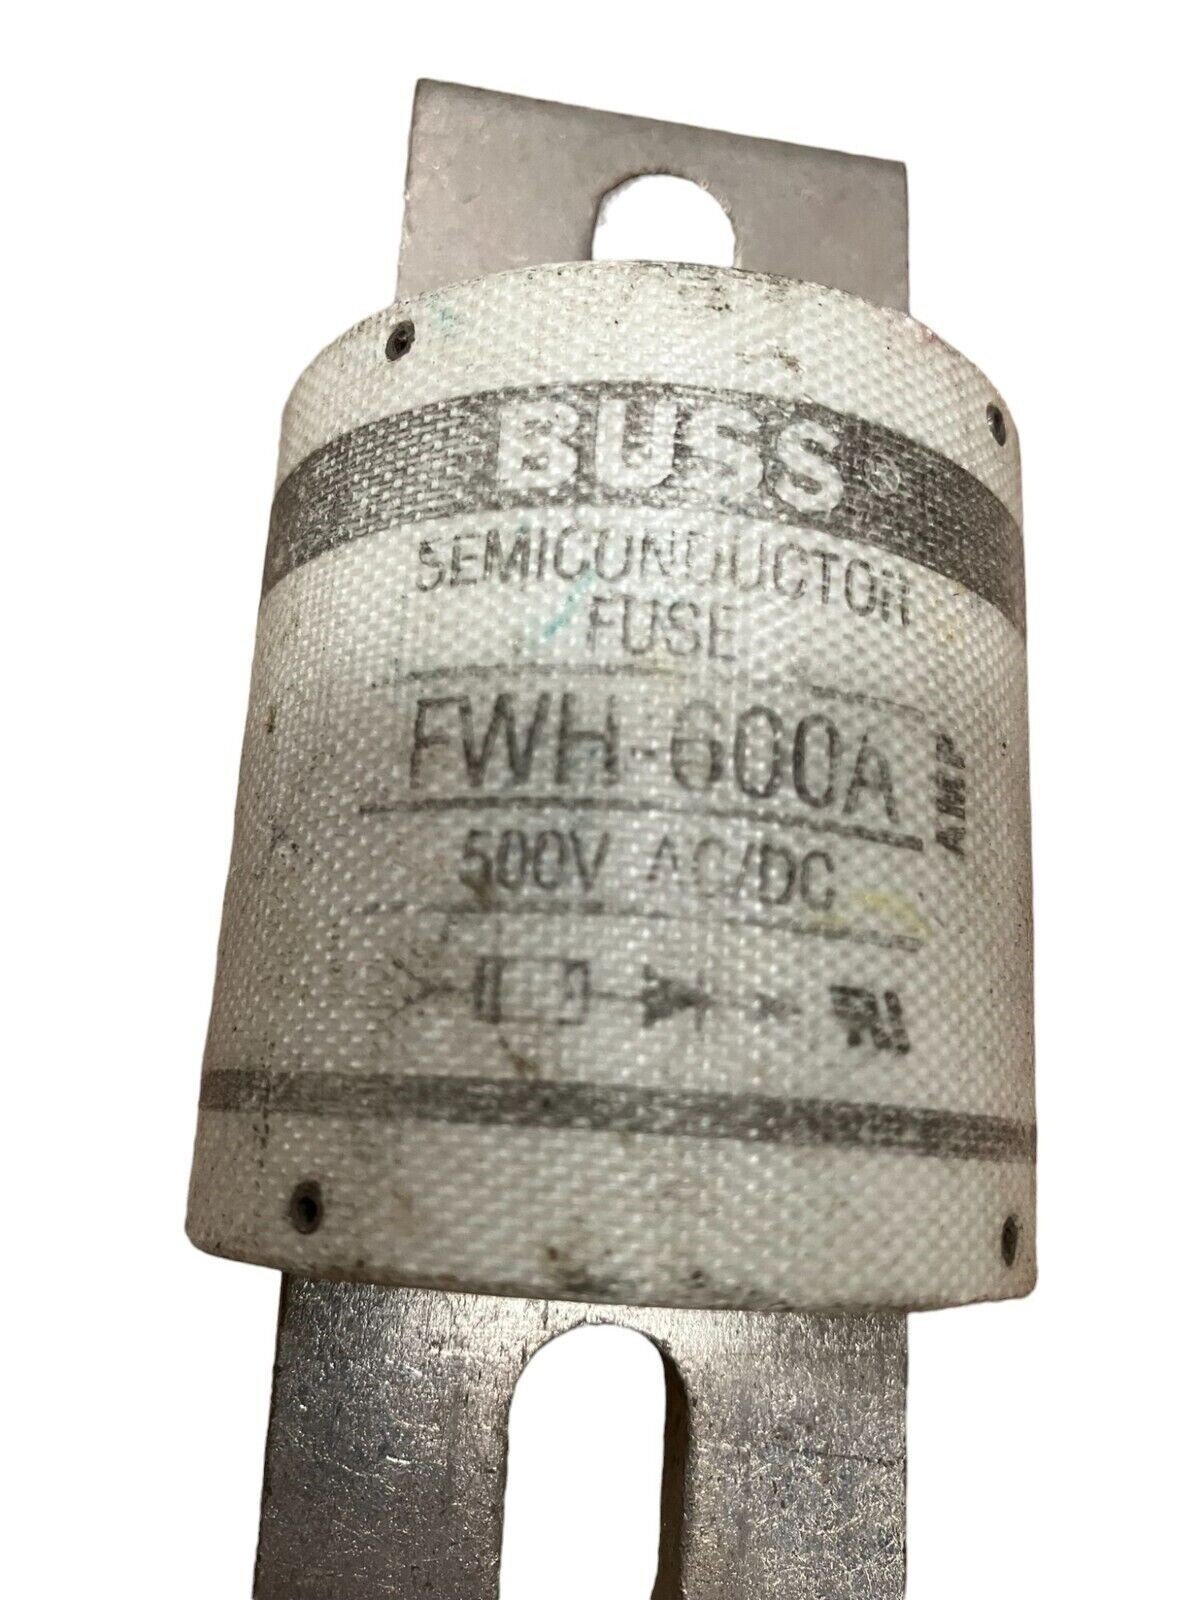 BUSS®
SEMICONDUCTOR
FUSE
FWH-600A
AMP
500V AC/DC